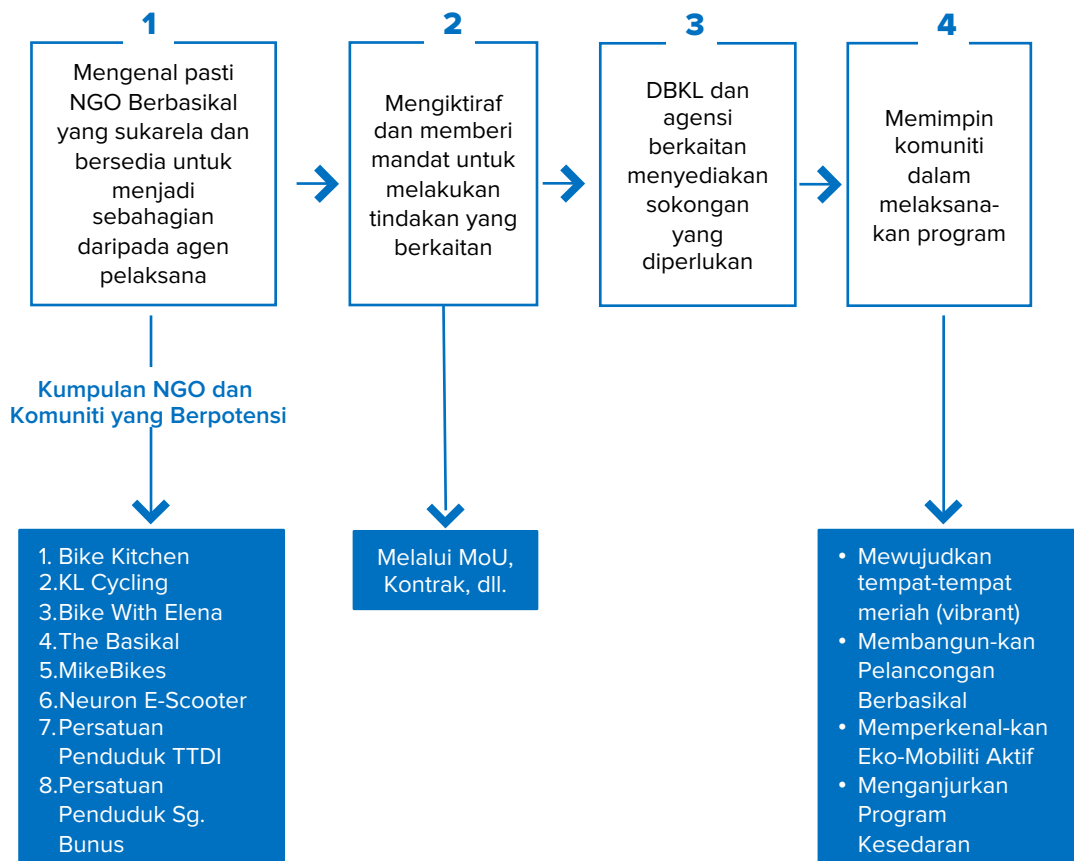 1
Mengenal pasti
NGO Berbasikal
yang sukarela dan
bersedia untuk
menjadi
sebahagian
daripada agen
pelaksana
2
Mengiktiraf
dan memberi
mandat untuk
melakukan
tindakan yang
berkaitan
3
DBKL dan
agensi
berkaitan
menyediakan
sokongan
yang
diperlukan
4
Memimpin
komuniti
dalam
melaksana-
kan program
Kumpulan NGO dan
Komuniti yang Berpotensi
1. Bike Kitchen
2.KL Cycling
3.Bike With Elena
4.The Basikal
5.MikeBikes
6.Neuron E-Scooter
7.Persatuan
Penduduk TTDI
8.Persatuan
Penduduk Sg.
Bunus
Melalui MoU,
Kontrak, dll.
• Mewujudkan
tempat-tempat
meriah (vibrant)
• Membangun-kan
Pelancongan
Berbasikal
• Memperkenal-kan
Eko-Mobiliti Aktif
• Menganjurkan
Program
Kesedaran